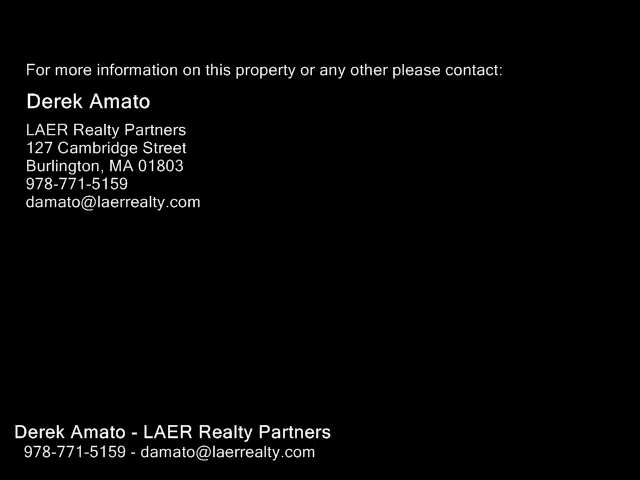 For more information on this property or any other please contact:
Derek Amato
LAER Realty Partners
127 Cambridge Street
Burlington, MA 01803
978-771-5159
damato@laerrealty.com
Derek Amato - LAER Realty Partners
978-771-5159 - damato@laerrealty.com